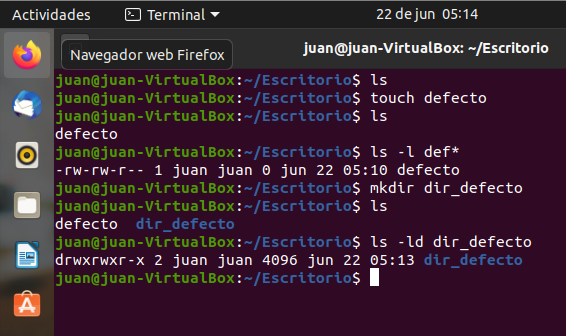 Actividades Terminal 22 de jun 05:14
Navegador web Firefox juan@juan-VirtualBox: ~/Escritorio
juan@juan-VirtualBox:~/Escritorio$ ls
juan@juan-VirtualBox:~/Escritorio$ touch defecto
juan@juan-VirtualBox:~/Escritorio$ ls
defecto
juan@juan-VirtualBox:~/Escritorio$ ls -l def*
-rw-rw-r-- 1 juan juan 0 jun 22 05:10 defecto
juan@juan-VirtualBox:~/Escritorio$ mkdir dir_defecto
juan@juan-VirtualBox:~/Escritorio$ ls
defecto  dir_defecto
juan@juan-VirtualBox:~/Escritorio$ ls -ld dir_defecto
drwxrwxr-x 2 juan juan 4096 jun 22 05:13 dir_defecto
juan@juan-VirtualBox:~/Escritorio$